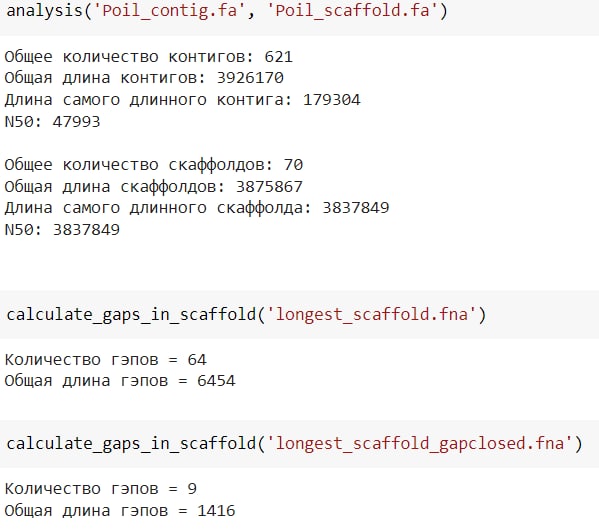 analysis('Poil_contig.fa', 'Poil_scaffold.fa')
Общее количество контигов: 621
Общая длина контигов: 3926170
Длина самого длинного контига: 179304
N50: 47993
Общее количество скаффолдов: 70
Общая длина скаффолдов: 3875867
Длина самого длинного скаффолда: 3837849
N50: 3837849
calculate_gaps_in_scaffold('longest_scaffold.fna')
Количество гэпов = 64
Общая длина гэпов = 6454
calculate_gaps_in_scaffold('longest_scaffold_gapclosed.fna')
Количество гэпов = 9
Общая длина гэпов = 1416